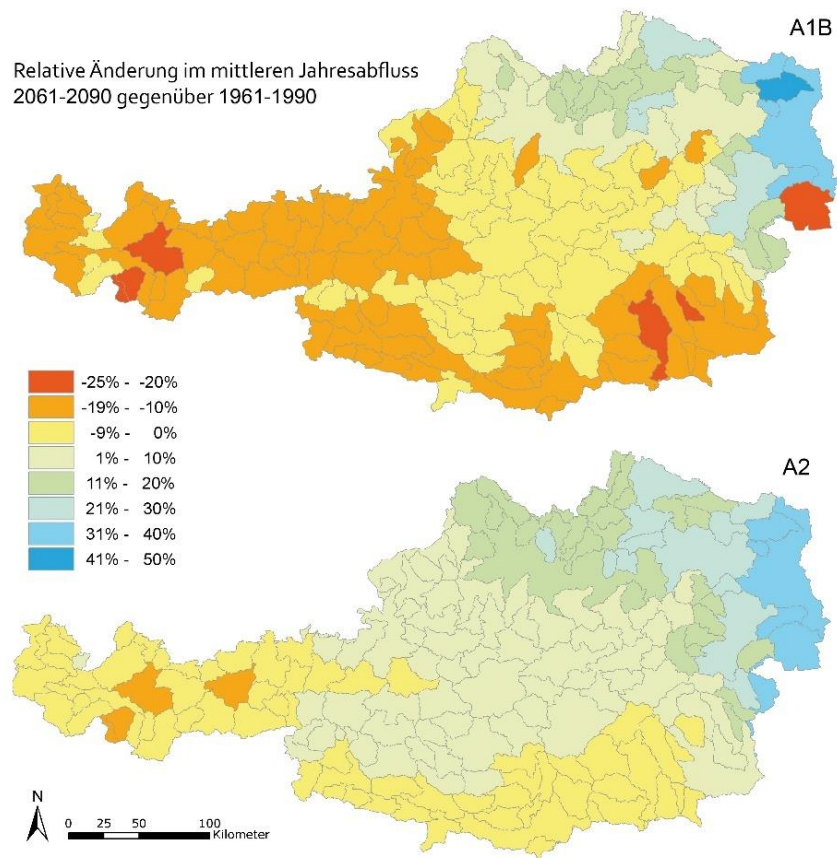 A1B
Relative Änderung im mittleren Jahresabfluss
2061-2090 gegenüber 1961-1990
-25% - -20%
-19% - -10%
-9% - 0%
1% - 10%
11% - 20%
21% - 30%
31% - 40%
41% - 50%
A2
N
0 25 50 100
Kilometer